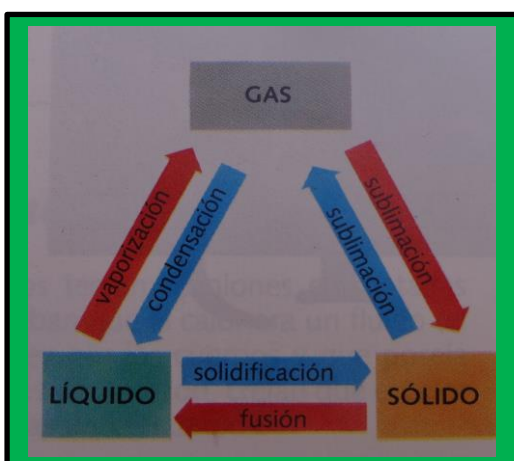 GAS
vaporización
condensación
sublimación
sublimación
solidificación
LÍQUIDO
SÓLIDO
fusión